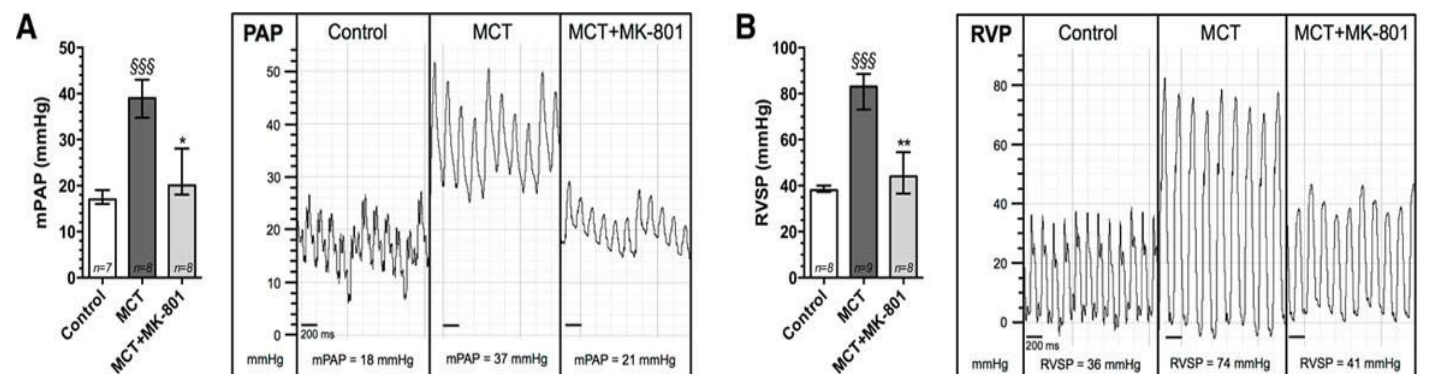 A
mPAP (mmHg)
50
40
30
20
10
0
§§§
*
n=7
n=8
n=8
Control
MCT
MCT+MK-801
PAP
Control
MCT
MCT+MK-801
50
40
30
20
10
0
200 ms
mmHg
mPAP = 18 mmHg
mPAP = 37 mmHg
mPAP = 21 mmHg
B
RVSP (mmHg)
100
80
60
40
20
0
§§§
**
n=8
n=9
n=8
Control
MCT
MCT+MK-801
RVP
Control
MCT
MCT+MK-801
80
60
40
20
0
200 ms
mmHg
RVSP = 36 mmHg
RVSP = 74 mmHg
RVSP = 41 mmHg